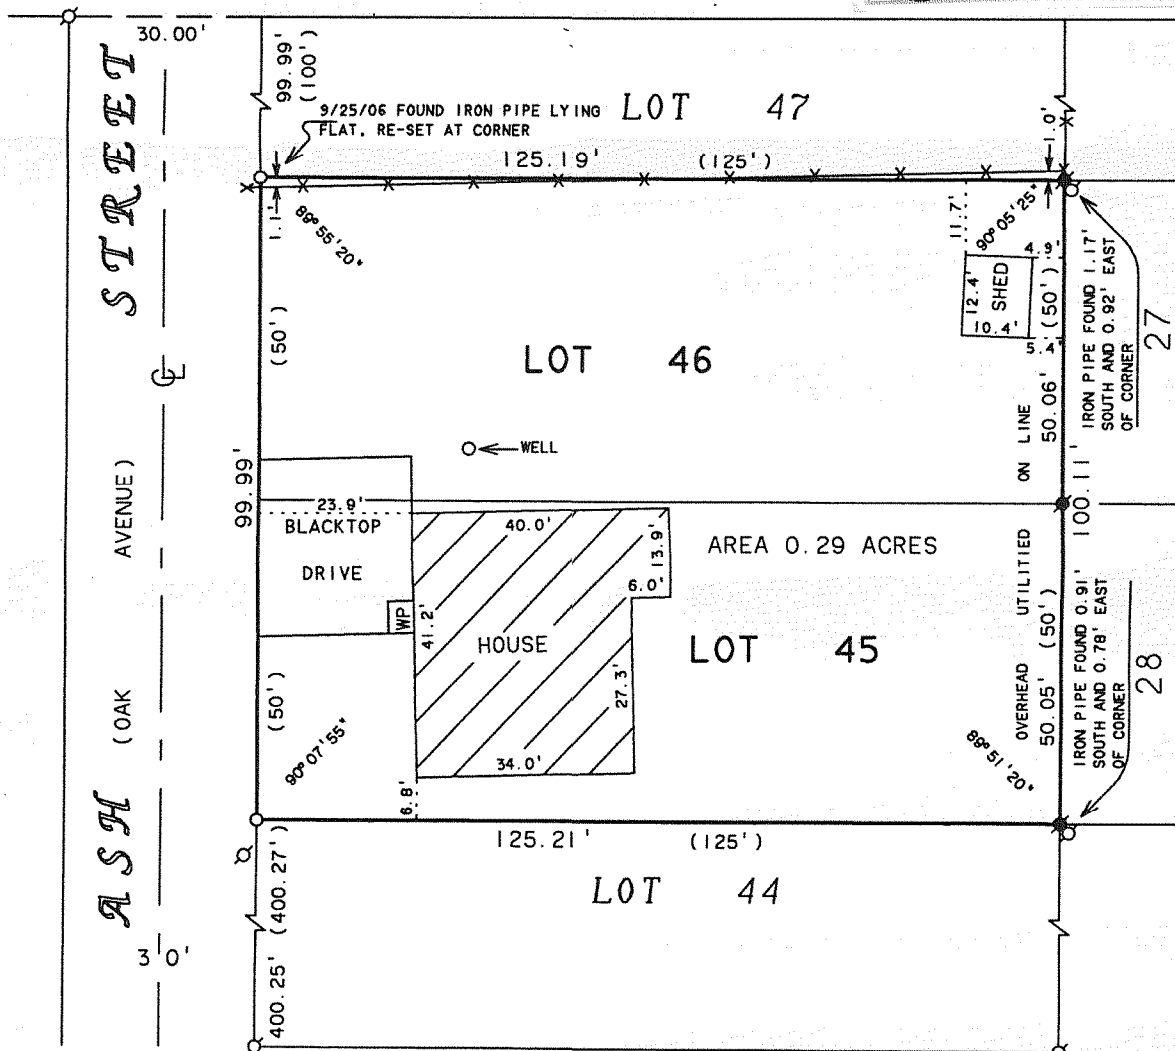 30.00'
99.99'
(100')
LOT 47
9/25/06 FOUND IRON PIPE LYING
FLAT, RE-SET AT CORNER
1.0'
125.19' (125')
1.1'
89°55'20"
11.7'
90°05'25"
4.9'
12.4'
SHED
10.4'
5.4'
(50')
50.06'
IRON PIPE FOUND 1.17'
SOUTH AND 0.92' EAST
OF CORNER
27
ASH STREET
(OAK AVENUE)
CL
(50')
LOT 46
WELL
99.99'
23.9'
BLACKTOP
DRIVE
WP
40.0'
13.9'
6.0'
41.2'
HOUSE
27.3'
34.0'
6.8'
AREA 0.29 ACRES
LOT 45
OVERHEAD UTILITIED ON LINE
100.11'
50.05' (50')
IRON PIPE FOUND 0.91'
SOUTH AND 0.78' EAST
OF CORNER
28
(50')
90°07'55"
89°51'20"
125.21' (125')
LOT 44
400.25' (400.27')
30'